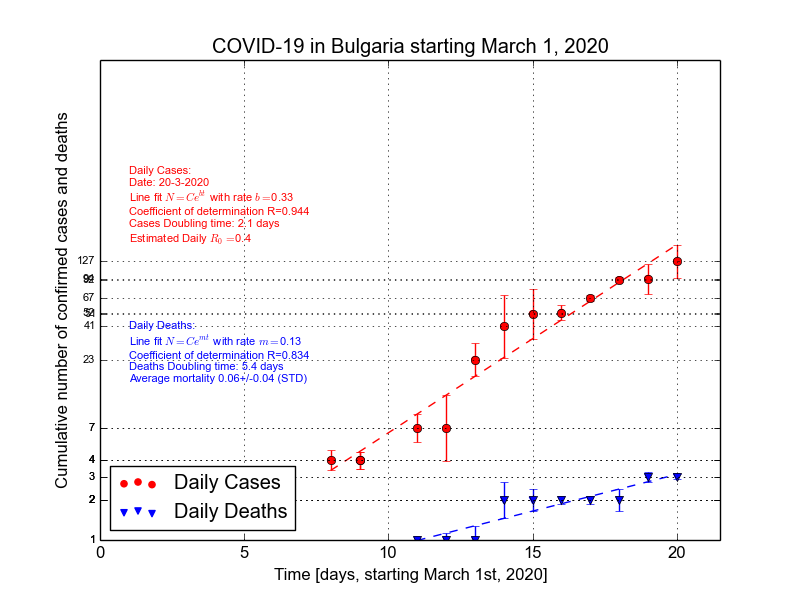 COVID-19 in Bulgaria starting March 1, 2020
Cumulative number of confirmed cases and deaths
Daily Cases:
Date: 20-3-2020
Line fit N = Ce^{bt} with rate b = 0.33
Coefficient of determination R=0.944
Cases Doubling time: 2.1 days
Estimated Daily R_0 = 0.4
Daily Deaths:
Line fit N = Ce^{mt} with rate m = 0.13
Coefficient of determination R=0.834
Deaths Doubling time: 5.4 days
Average mortality 0.06+/-0.04 (STD)
127
67
41
23
7
4
3
2
1
Daily Cases
Daily Deaths
0 5 10 15 20
Time [days, starting March 1st, 2020]